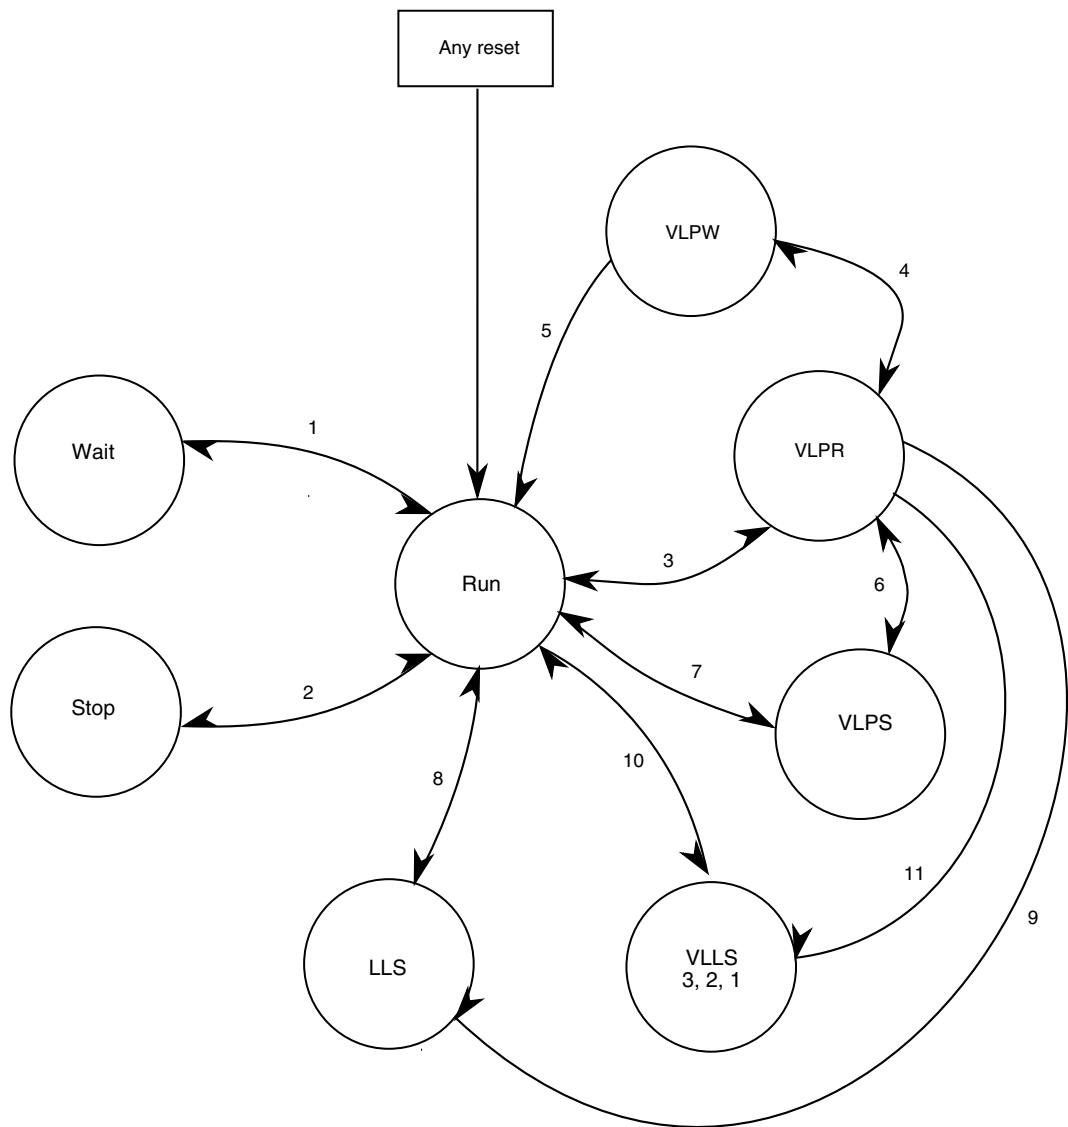 Any reset
VLPW
4
5
Wait
1
VLPR
Run
3
6
Stop
2
7
VLPS
10
8
11
9
LLS
VLLS
3, 2, 1